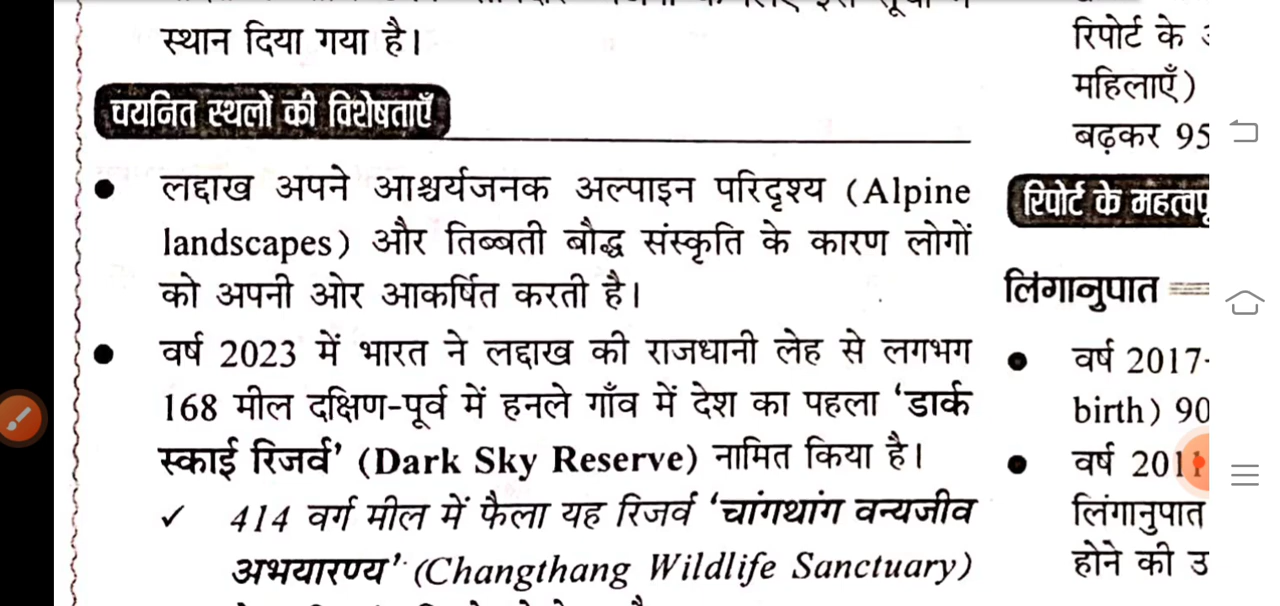 स्थान दिया गया है।
चयनित स्थलों की विशेषताएँ
● लद्दाख अपने आश्चर्यजनक अल्पाइन परिदृश्य (Alpine
landscapes) और तिब्बती बौद्ध संस्कृति के कारण लोगों
को अपनी ओर आकर्षित करती है।
● वर्ष 2023 में भारत ने लद्दाख की राजधानी लेह से लगभग
168 मील दक्षिण-पूर्व में हनले गाँव में देश का पहला ‘डार्क
स्काई रिजर्व’ (Dark Sky Reserve) नामित किया है।
✓ 414 वर्ग मील में फैला यह रिजर्व ‘चांगथांग वन्यजीव
अभयारण्य’ (Changthang Wildlife Sanctuary)
रिपोर्ट के
महिलाएँ)
बढ़कर 95
रिपोर्ट के
लिंगानुपात
● वर्ष 2017-
birth) 90
● वर्ष 2011
लिंगानुपात
होने की